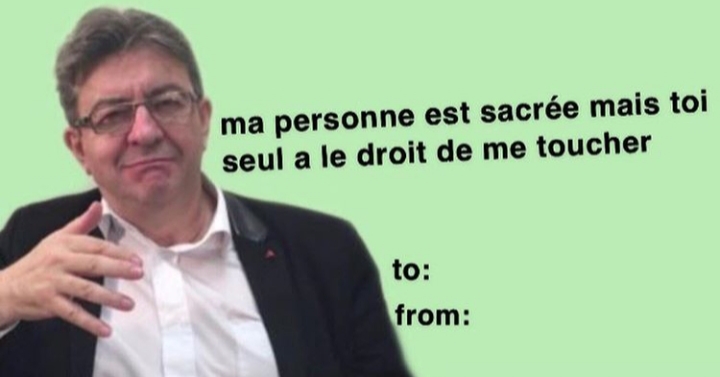 ma personne est sacrée mais toi
seul a le droit de me toucher
to:
from: